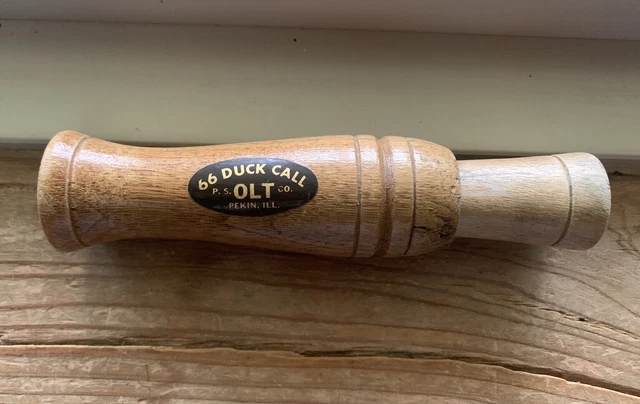 66 DUCK CALL
P. S. OLT CO.
PEKIN, ILL.